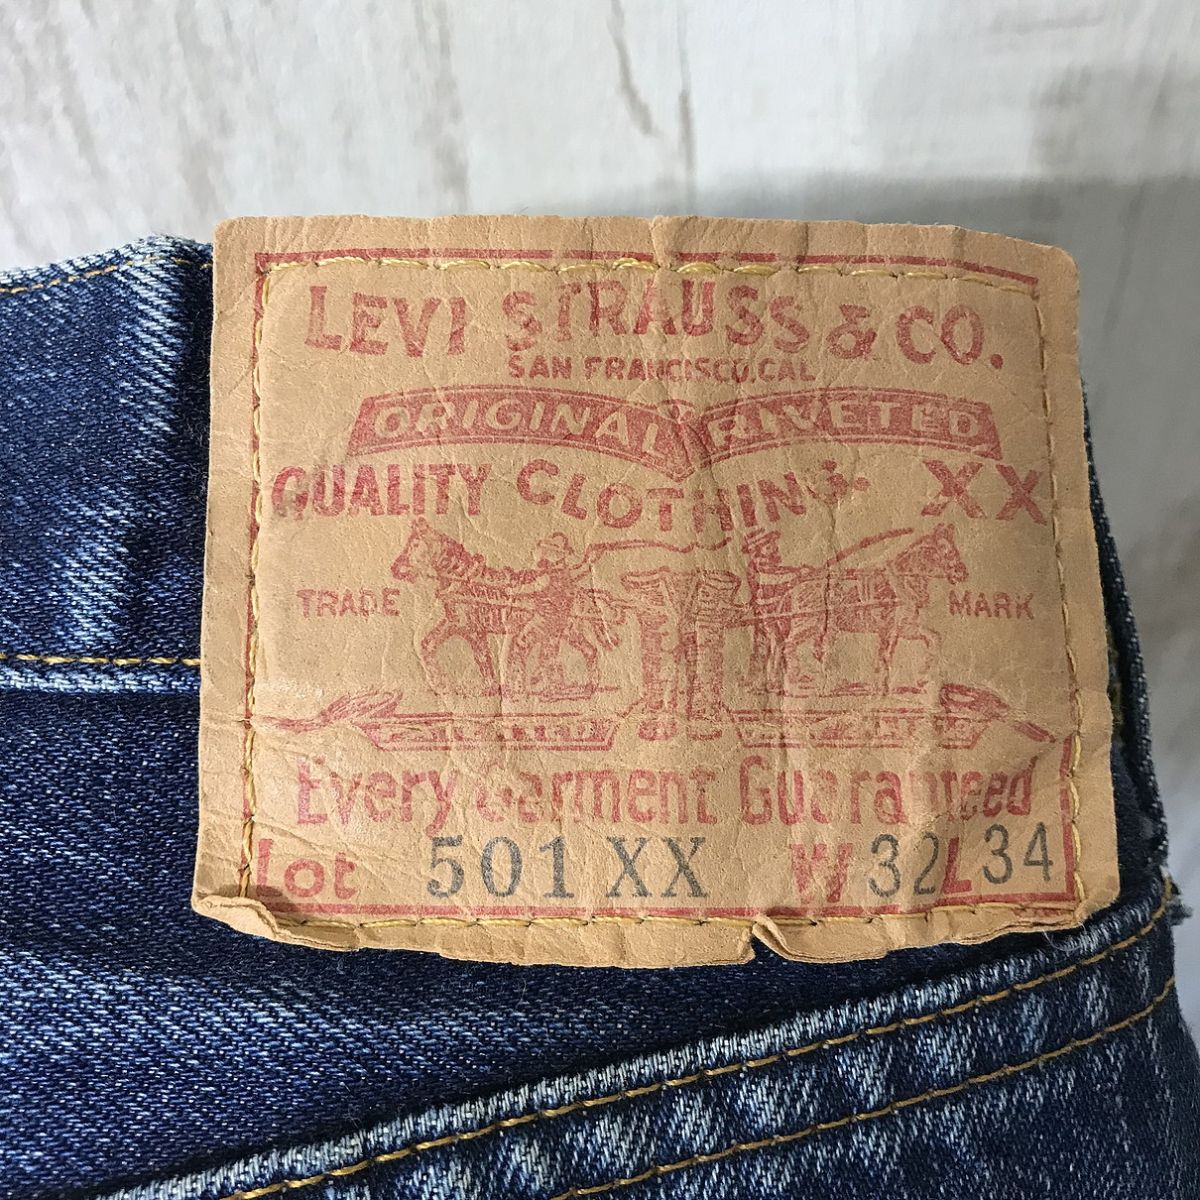 LEVI STRAUSS & CO.
SAN FRANCISCO, CAL
ORIGINAL RIVETED
QUALITY CLOTHING XX
TRADE MARK
Every Garment Guaranteed
Lot 501 XX W 32 L 34